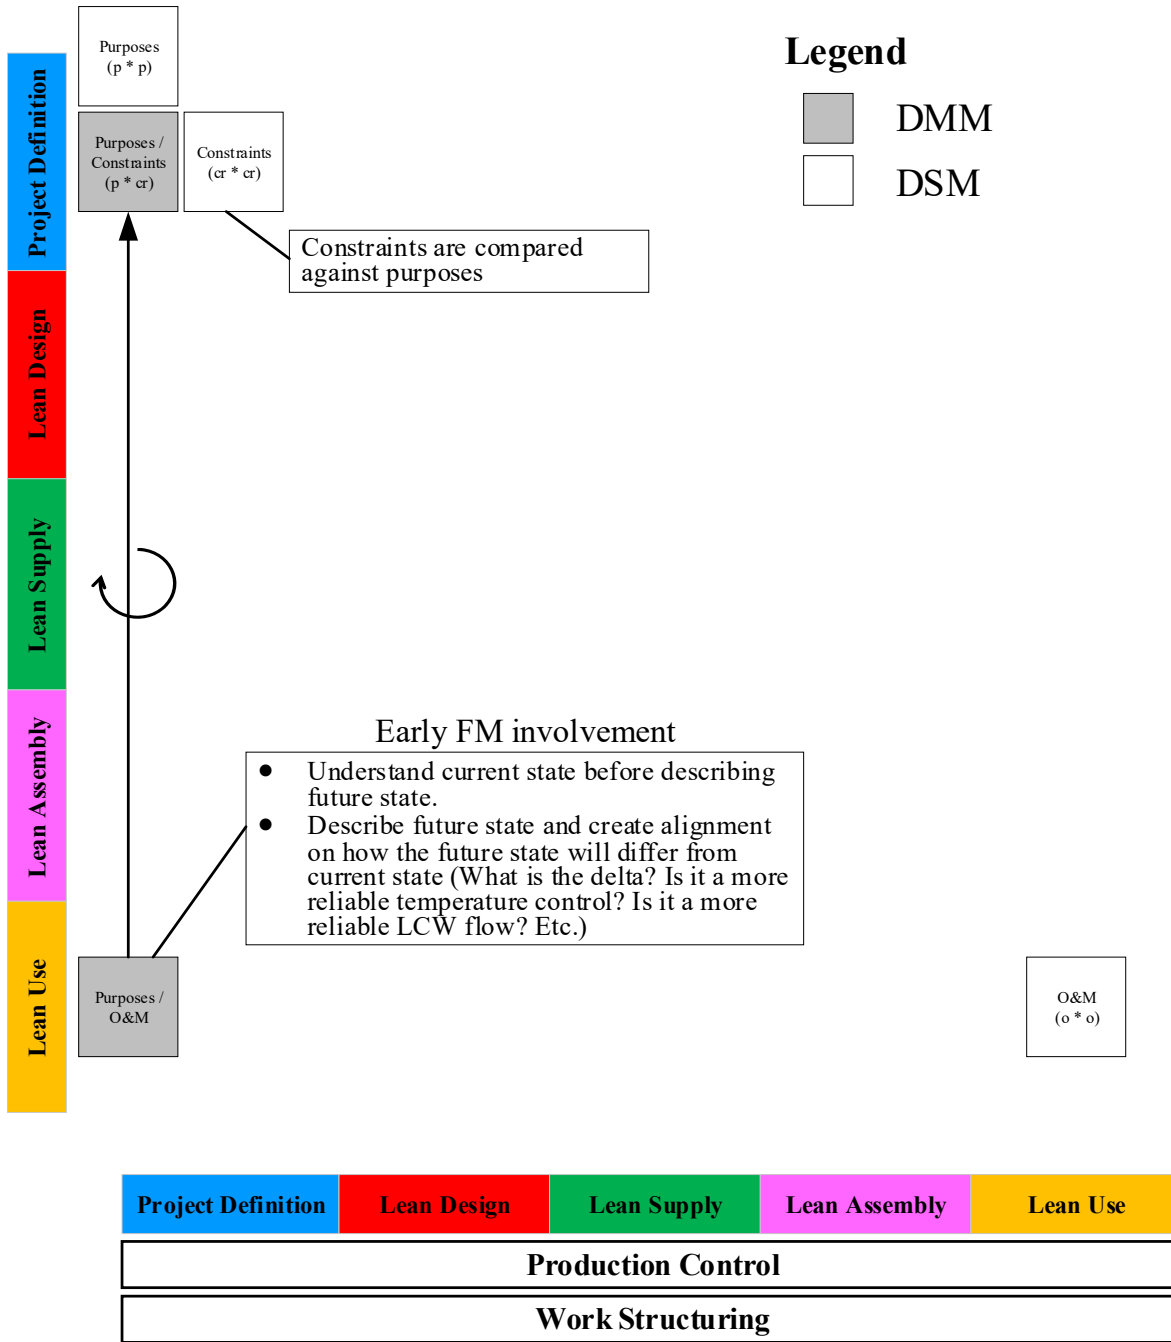 Purposes
(p * p)
Legend
DMM
DSM
Purposes /
Constraints
(p * cr)
Constraints
(cr * cr)
Constraints are compared
against purposes
Project Definition
Lean Design
Lean Supply
Lean Assembly
Lean Use
Early FM involvement
● Understand current state before describing
future state.
● Describe future state and create alignment
on how the future state will differ from
current state (What is the delta? Is it a more
reliable temperature control? Is it a more
reliable LCW flow? Etc.)
Purposes /
O&M
O&M
(o * o)
Project Definition
Lean Design
Lean Supply
Lean Assembly
Lean Use
Production Control
Work Structuring